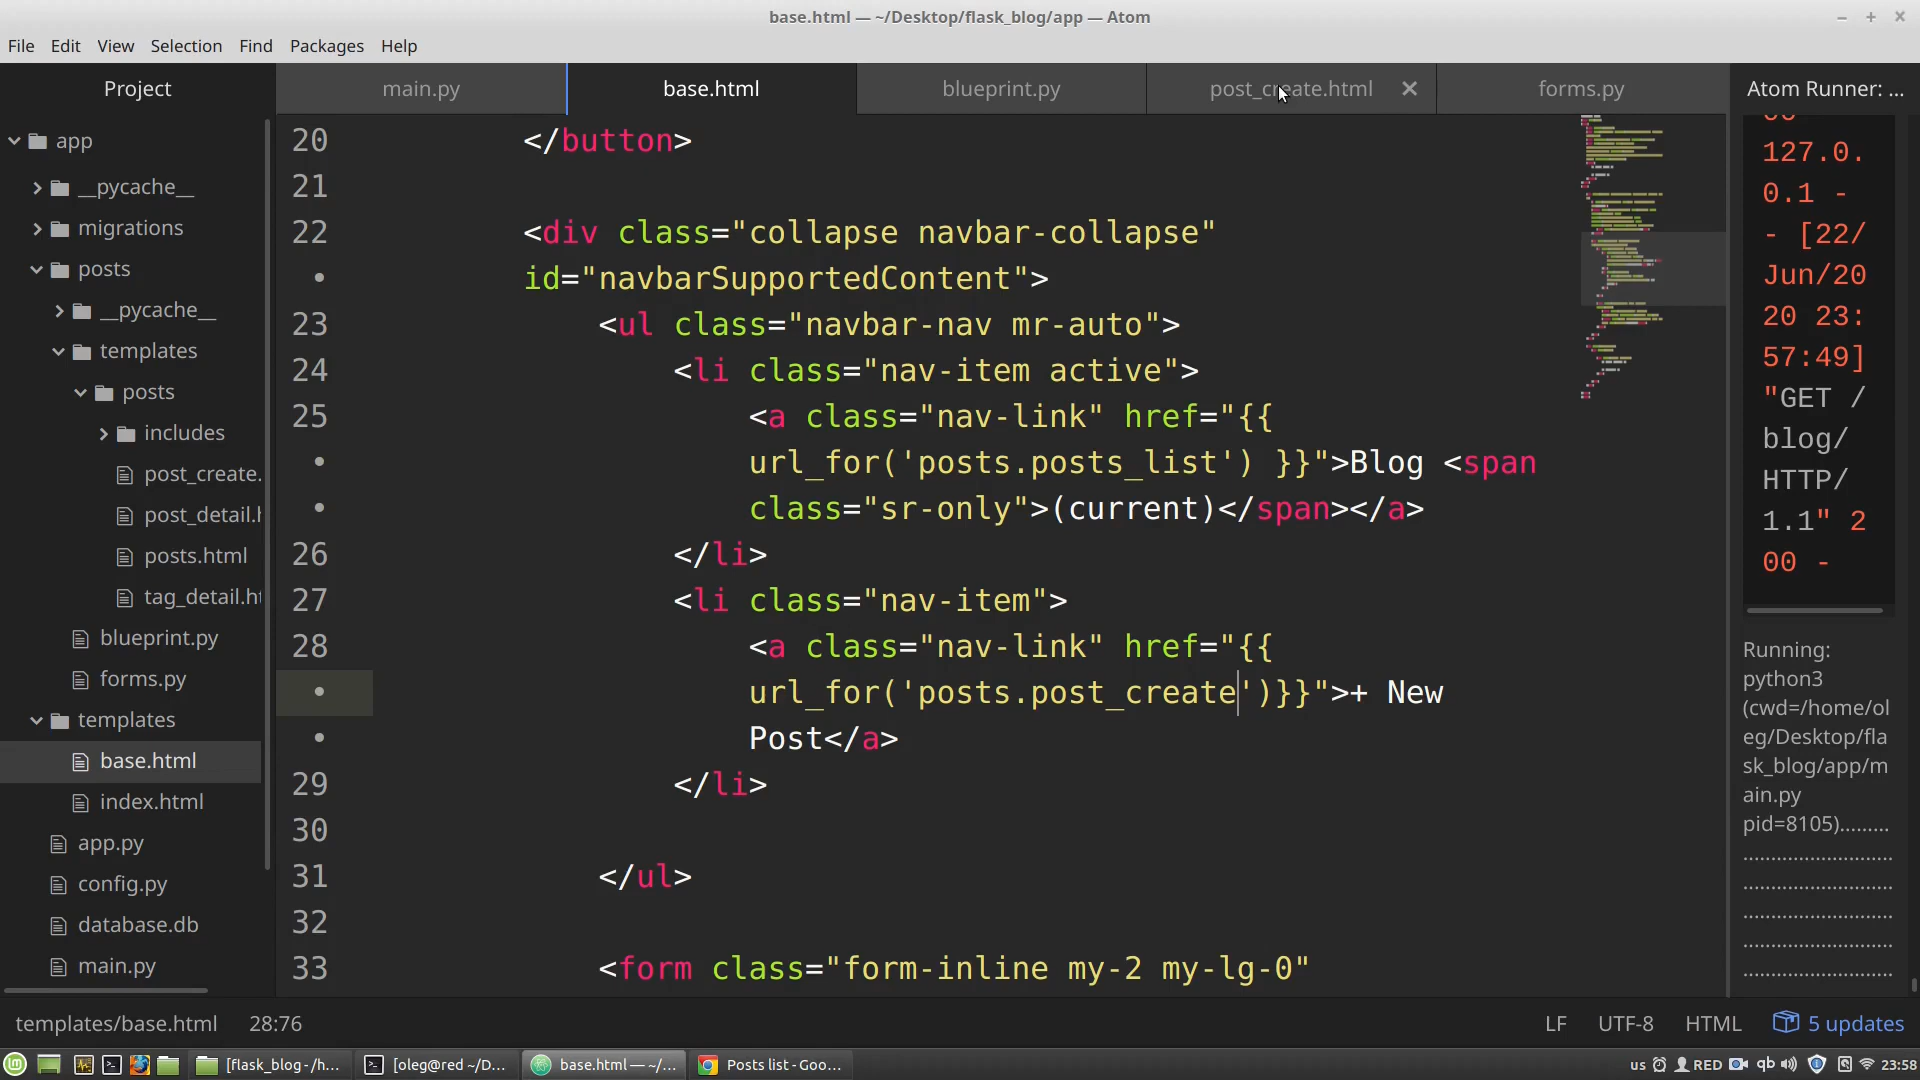 base.html — ~/Desktop/flask_blog/app — Atom
File Edit View Selection Find Packages Help
Project
main.py
base.html
blueprint.py
post_create.html
forms.py
Atom Runner: ...
app
__pycache__
migrations
posts
__pycache__
templates
posts
includes
post_create.
post_detail.h
posts.html
tag_detail.ht
blueprint.py
forms.py
templates
base.html
index.html
app.py
config.py
database.db
main.py
20 </button>
21
22 <div class="collapse navbar-collapse"
id="navbarSupportedContent">
23 <ul class="navbar-nav mr-auto">
24 <li class="nav-item active">
25 <a class="nav-link" href="{{
url_for('posts.posts_list') }}">Blog <span
class="sr-only">(current)</span></a>
26 </li>
27 <li class="nav-item">
28 <a class="nav-link" href="{{
url_for('posts.post_create')}}">+ New
Post</a>
29 </li>
30
31 </ul>
32
33 <form class="form-inline my-2 my-lg-0"
127.0.
0.1 -
- [22/
Jun/20
20 23:
57:49]
"GET /
blog/
HTTP/
1.1" 2
00 -
Running:
python3
(cwd=/home/ol
eg/Desktop/fla
sk_blog/app/m
ain.py
pid=8105).........
..........................
..........................
..........................
..........................
..........................
templates/base.html 28:76
LF UTF-8 HTML 5 updates
[flask_blog - /h...
[oleg@red ~/D...
base.html — ~/...
Posts list - Goo...
us RED qb 23:58